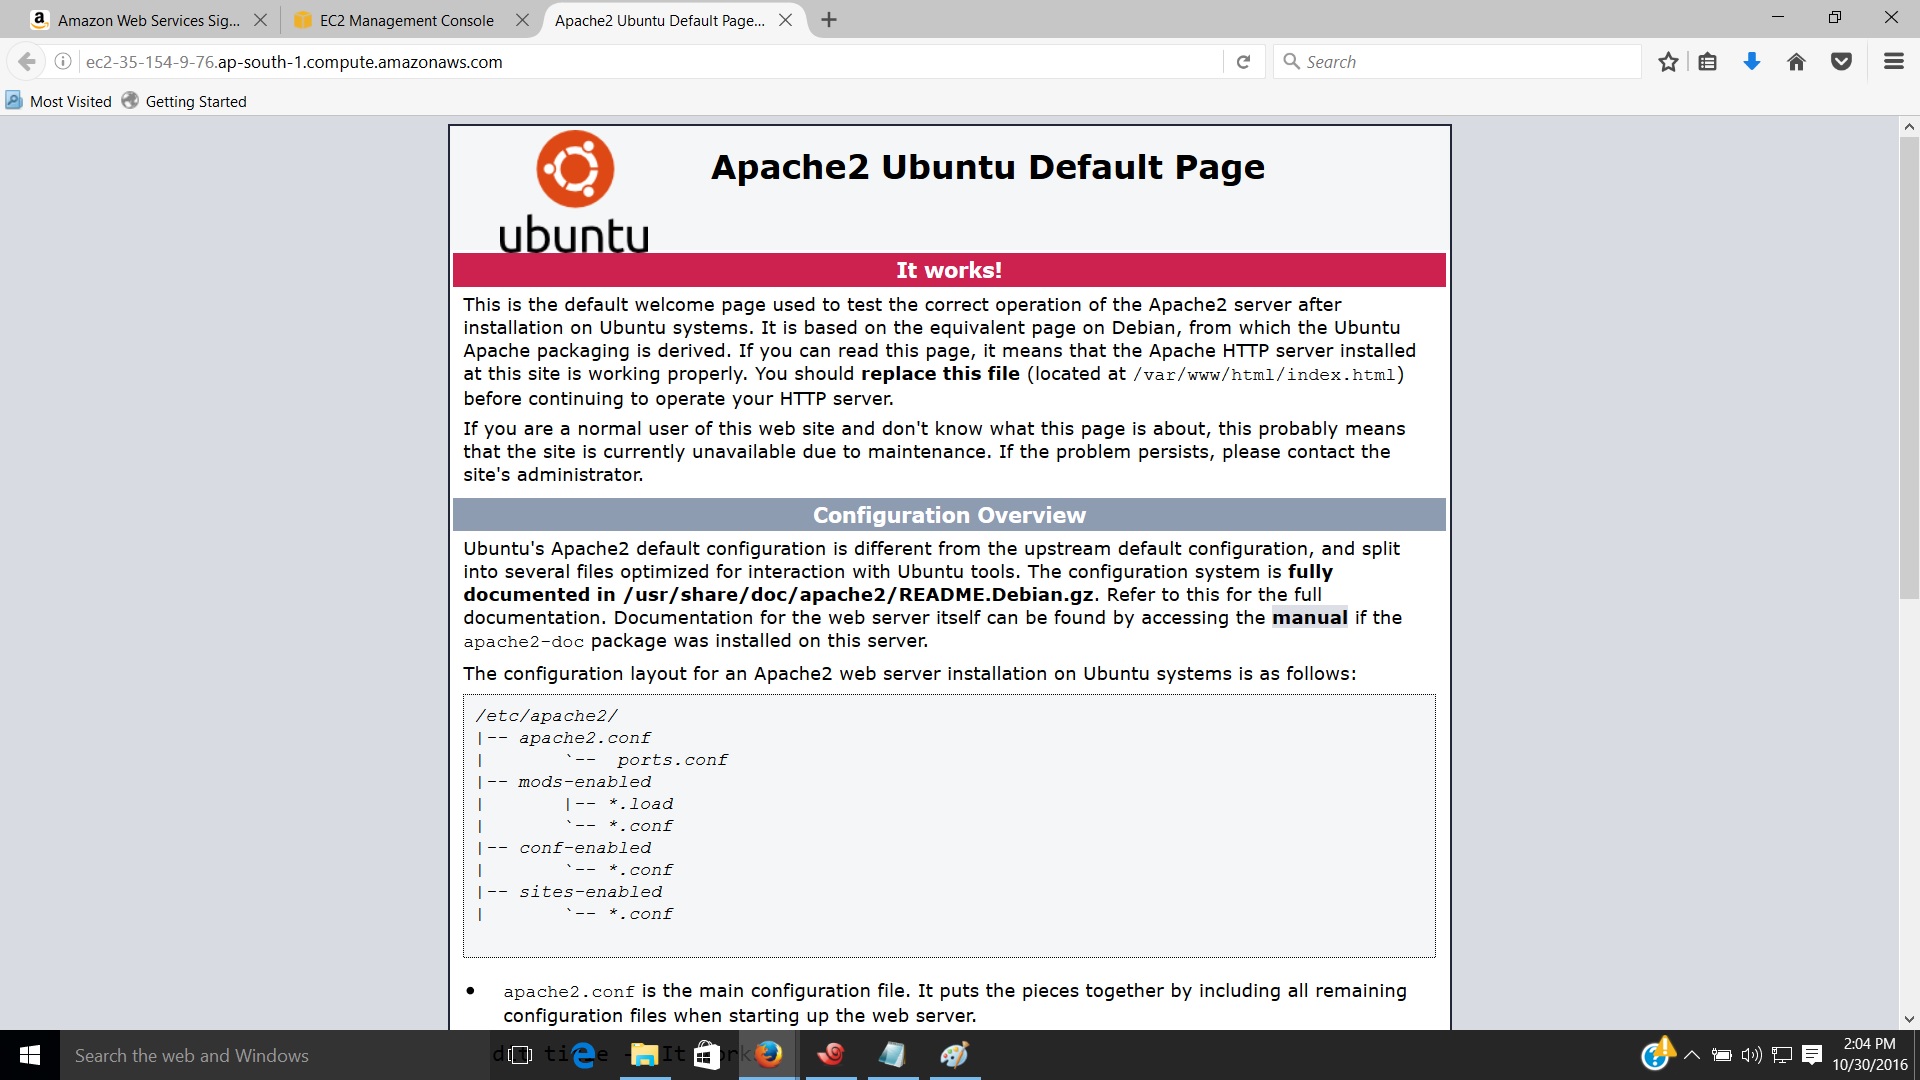 Amazon Web Services Sig...
EC2 Management Console
Apache2 Ubuntu Default Page...
ec2-35-154-9-76.ap-south-1.compute.amazonaws.com
Search
Most Visited
Getting Started
ubuntu
Apache2 Ubuntu Default Page
It works!
This is the default welcome page used to test the correct operation of the Apache2 server after
installation on Ubuntu systems. It is based on the equivalent page on Debian, from which the Ubuntu
Apache packaging is derived. If you can read this page, it means that the Apache HTTP server installed
at this site is working properly. You should replace this file (located at /var/www/html/index.html)
before continuing to operate your HTTP server.
If you are a normal user of this web site and don't know what this page is about, this probably means
that the site is currently unavailable due to maintenance. If the problem persists, please contact the
site's administrator.
Configuration Overview
Ubuntu's Apache2 default configuration is different from the upstream default configuration, and split
into several files optimized for interaction with Ubuntu tools. The configuration system is fully
documented in /usr/share/doc/apache2/README.Debian.gz. Refer to this for the full
documentation. Documentation for the web server itself can be found by accessing the manual if the
apache2-doc package was installed on this server.
The configuration layout for an Apache2 web server installation on Ubuntu systems is as follows:
/etc/apache2/
|-- apache2.conf
|       `--  ports.conf
|-- mods-enabled
|       |-- *.load
|       `-- *.conf
|-- conf-enabled
|       `-- *.conf
|-- sites-enabled
|       `-- *.conf
• apache2.conf is the main configuration file. It puts the pieces together by including all remaining
configuration files when starting up the web server.
Search the web and Windows
2:04 PM
10/30/2016